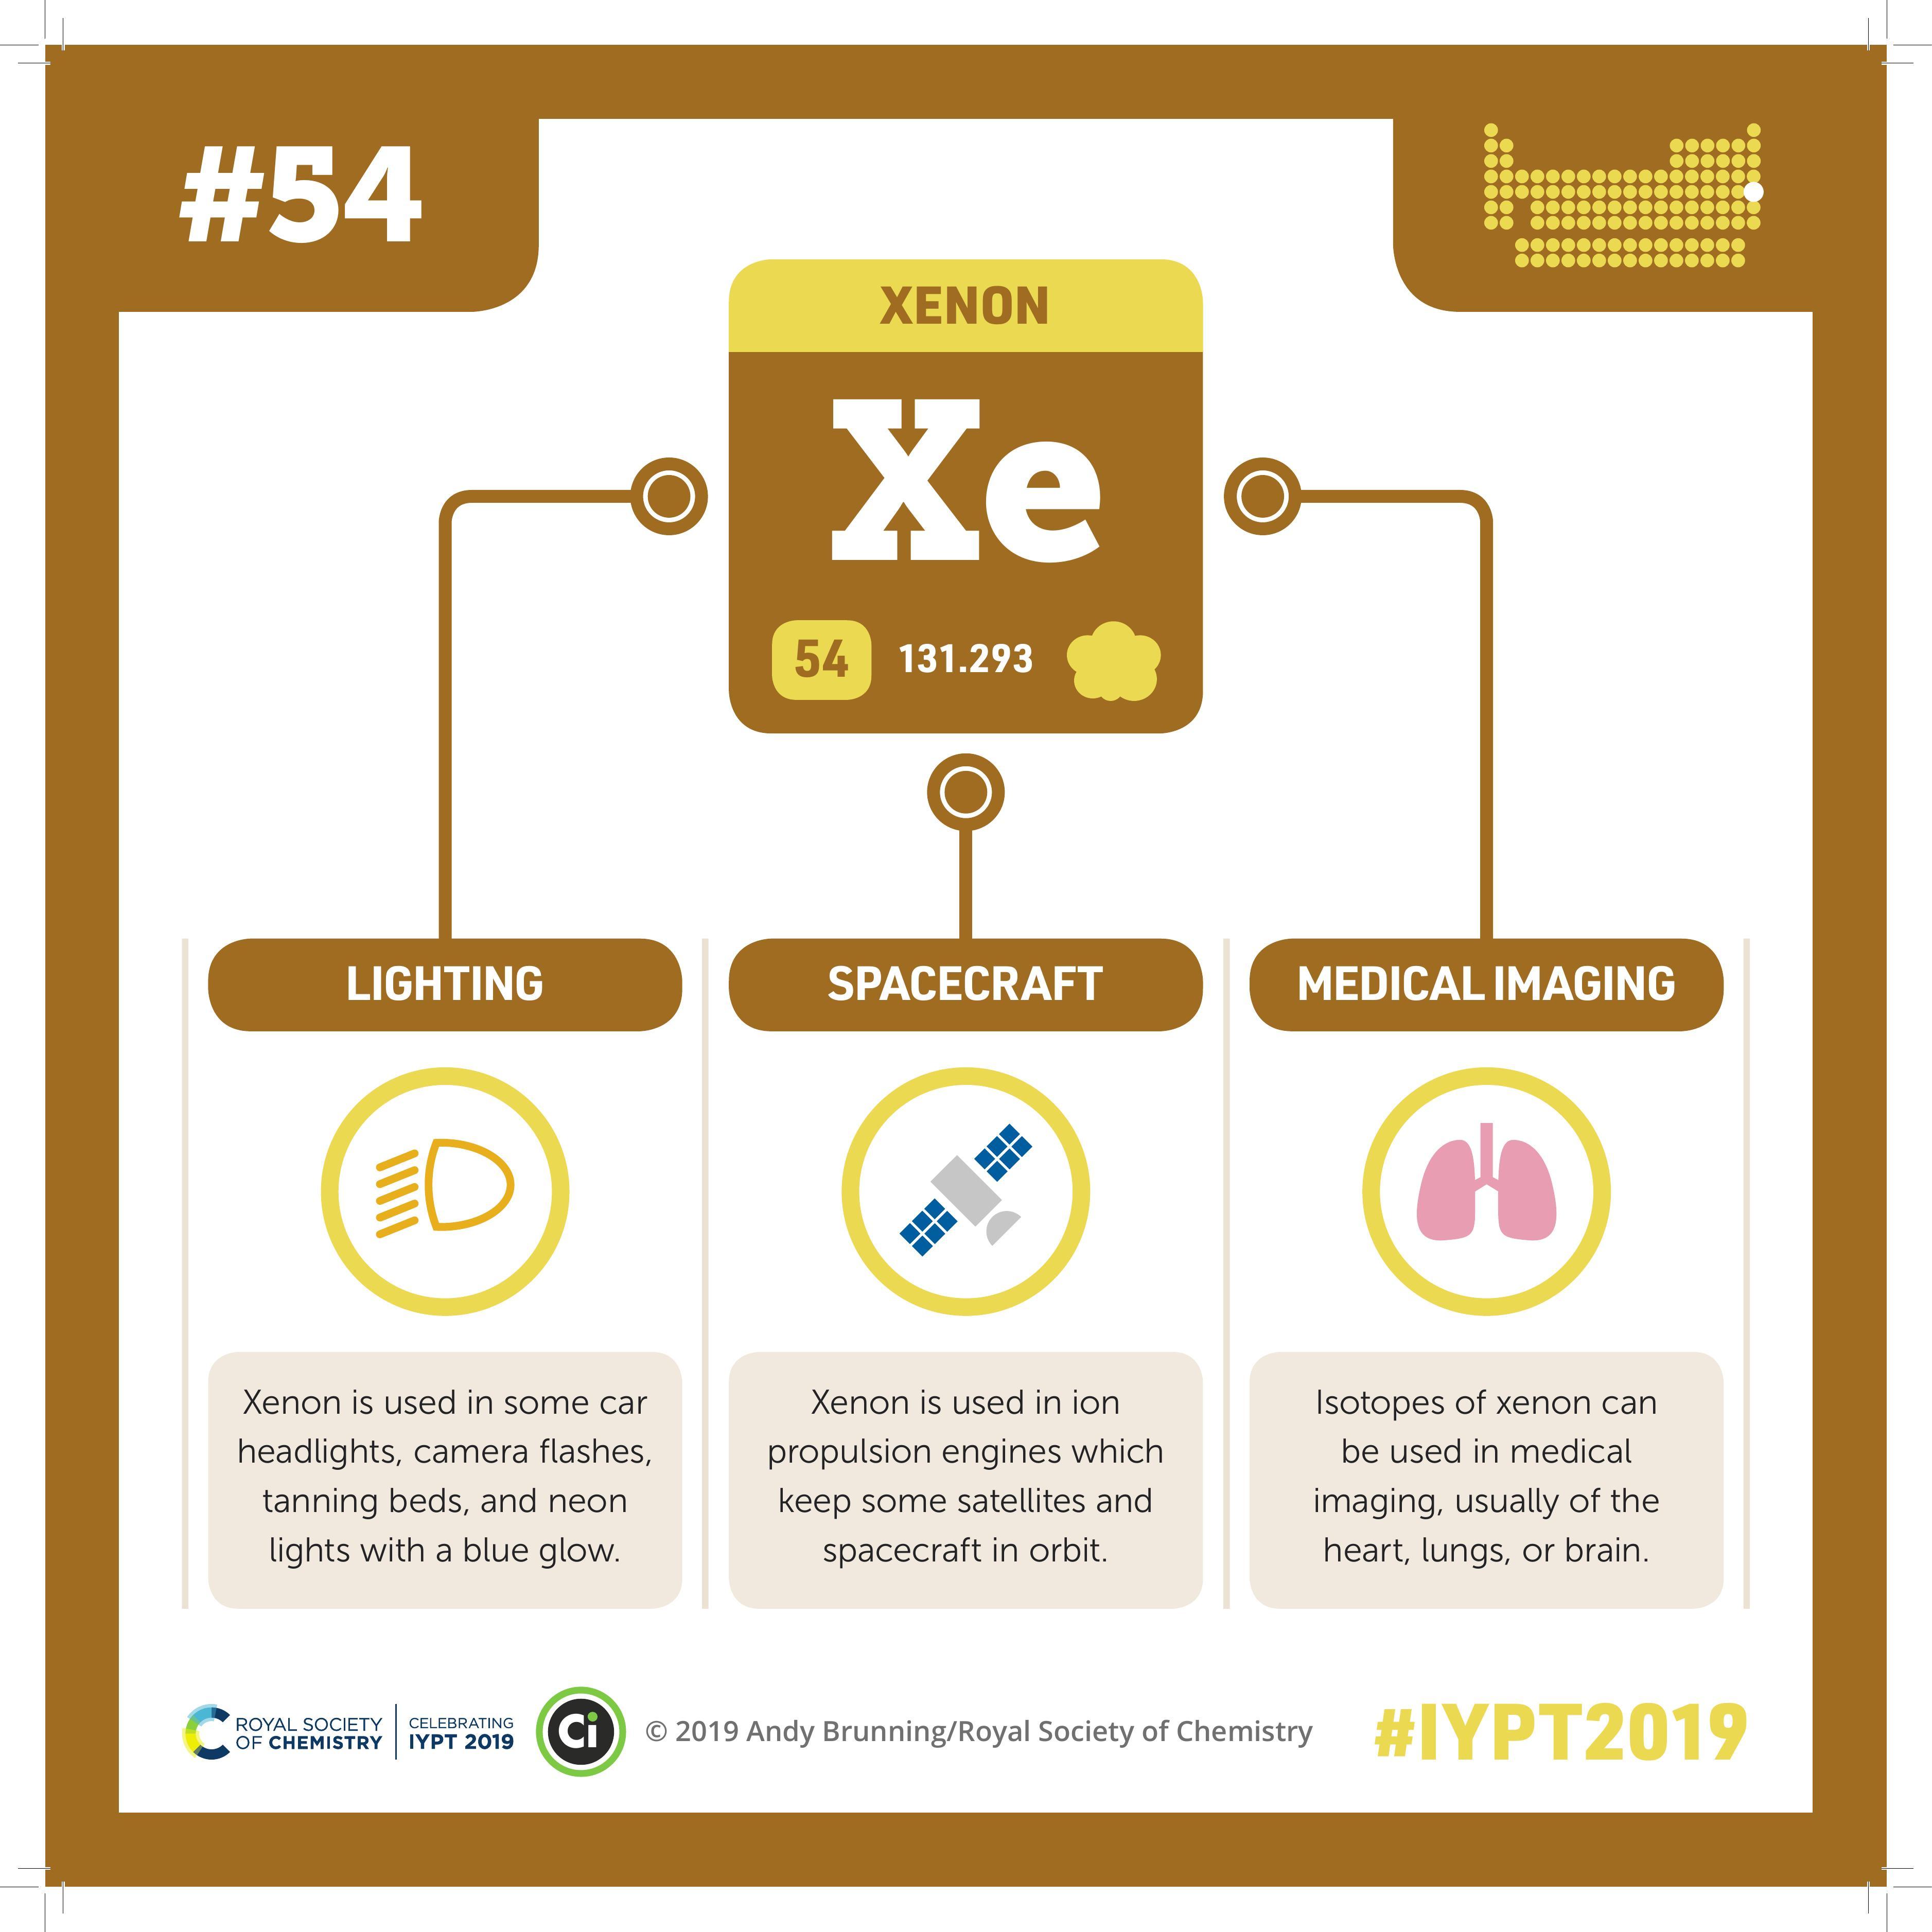 #54
XENON
Xe
54
131.293
LIGHTING
Xenon is used in some car
headlights, camera flashes,
tanning beds, and neon
lights with a blue glow.
SPACECRAFT
Xenon is used in ion
propulsion engines which
keep some satellites and
spacecraft in orbit.
MEDICAL IMAGING
Isotopes of xenon can
be used in medical
imaging, usually of the
heart, lungs, or brain.
ROYAL SOCIETY
OF CHEMISTRY
CELEBRATING
IYPT 2019
Ci
© 2019 Andy Brunning/Royal Society of Chemistry
#IYPT2019